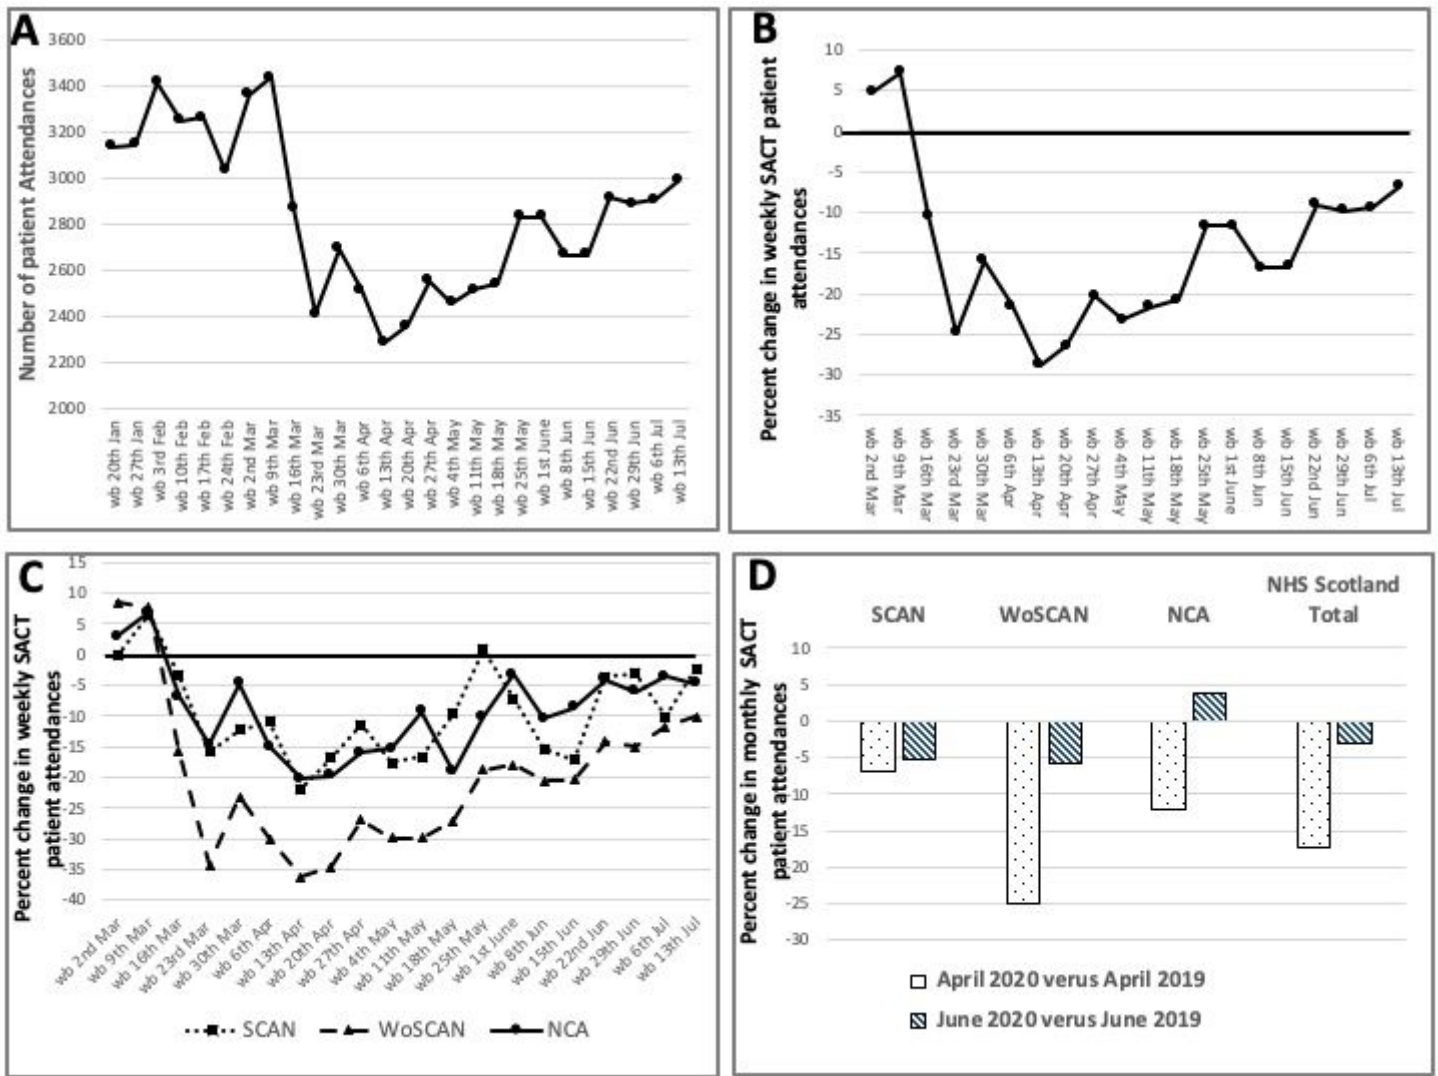 A
Number of patient Attendances
3600
3400
3200
3000
2800
2600
2400
2200
2000
wb 20th Jan
wb 27th Jan
wb 3rd Feb
wb 10th Feb
wb 17th Feb
wb 24th Feb
wb 2nd Mar
wb 9th Mar
wb 16th Mar
wb 23rd Mar
wb 30th Mar
wb 6th Apr
wb 13th Apr
wb 20th Apr
wb 27th Apr
wb 4th May
wb 11th May
wb 18th May
wb 25th May
wb 1st June
wb 8th Jun
wb 15th Jun
wb 22nd Jun
wb 29th Jun
wb 6th Jul
wb 13th Jul
B
Percent change in weekly SACT patient
attendances
10
5
0
-5
-10
-15
-20
-25
-30
-35
wb 2nd Mar
wb 9th Mar
wb 16th Mar
wb 23rd Mar
wb 30th Mar
wb 6th Apr
wb 13th Apr
wb 20th Apr
wb 27th Apr
wb 4th May
wb 11th May
wb 18th May
wb 25th May
wb 1st June
wb 8th Jun
wb 15th Jun
wb 22nd Jun
wb 29th Jun
wb 6th Jul
wb 13th Jul
C
Percent change in weekly SACT
patient attendances
15
10
5
0
-5
-10
-15
-20
-25
-30
-35
-40
wb 2nd Mar
wb 9th Mar
wb 16th Mar
wb 23rd Mar
wb 30th Mar
wb 6th Apr
wb 13th Apr
wb 20th Apr
wb 27th Apr
wb 4th May
wb 11th May
wb 18th May
wb 25th May
wb 1st June
wb 8th Jun
wb 15th Jun
wb 22nd Jun
wb 29th Jun
wb 6th Jul
wb 13th Jul
SCAN
WoSCAN
NCA
D
Percent change in monthly SACT
patient attendances
SCAN
WoSCAN
NCA
NHS Scotland
Total
10
5
0
-5
-10
-15
-20
-25
-30
April 2020 verus April 2019
June 2020 verus June 2019